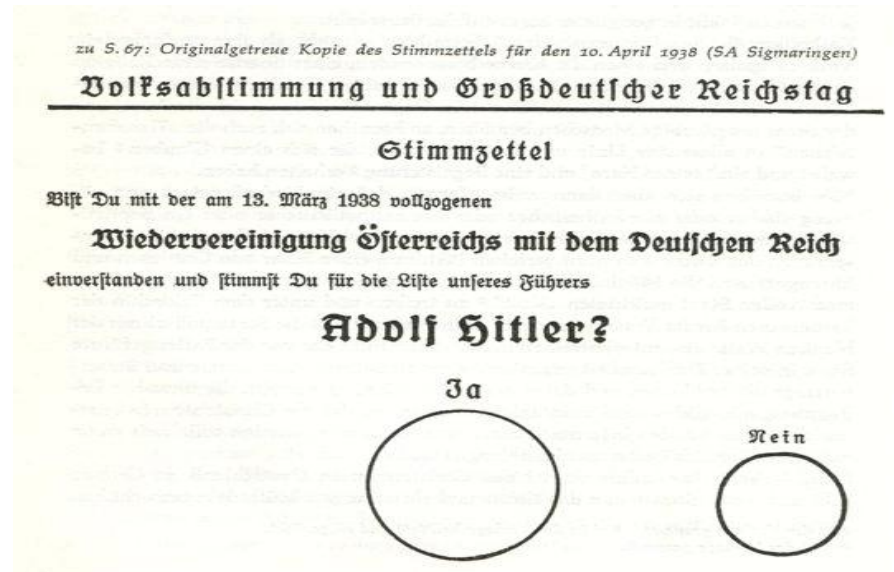 zu S. 67: Originalgetreue Kopie des Stimmzettels für den 10. April 1938 (SA Sigmaringen)
Volksabstimmung und Großdeutscher Reichstag
Stimmzettel
Bist Du mit der am 13. März 1938 vollzogenen
Wiedervereinigung Österreichs mit dem Deutschen Reich
einverstanden und stimmst Du für die Liste unseres Führers
Adolf Hitler?
Ja
Nein